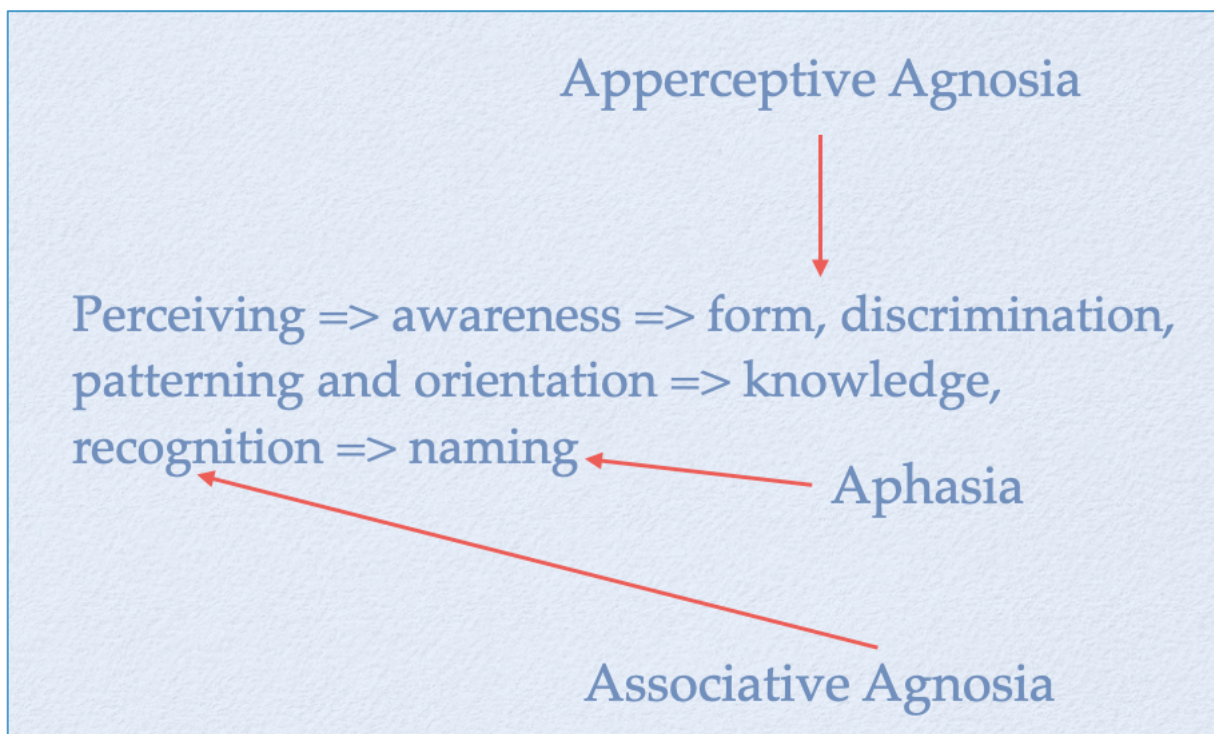 Apperceptive Agnosia
Perceiving => awareness => form, discrimination,
patterning and orientation => knowledge,
recognition => naming
Aphasia
Associative Agnosia